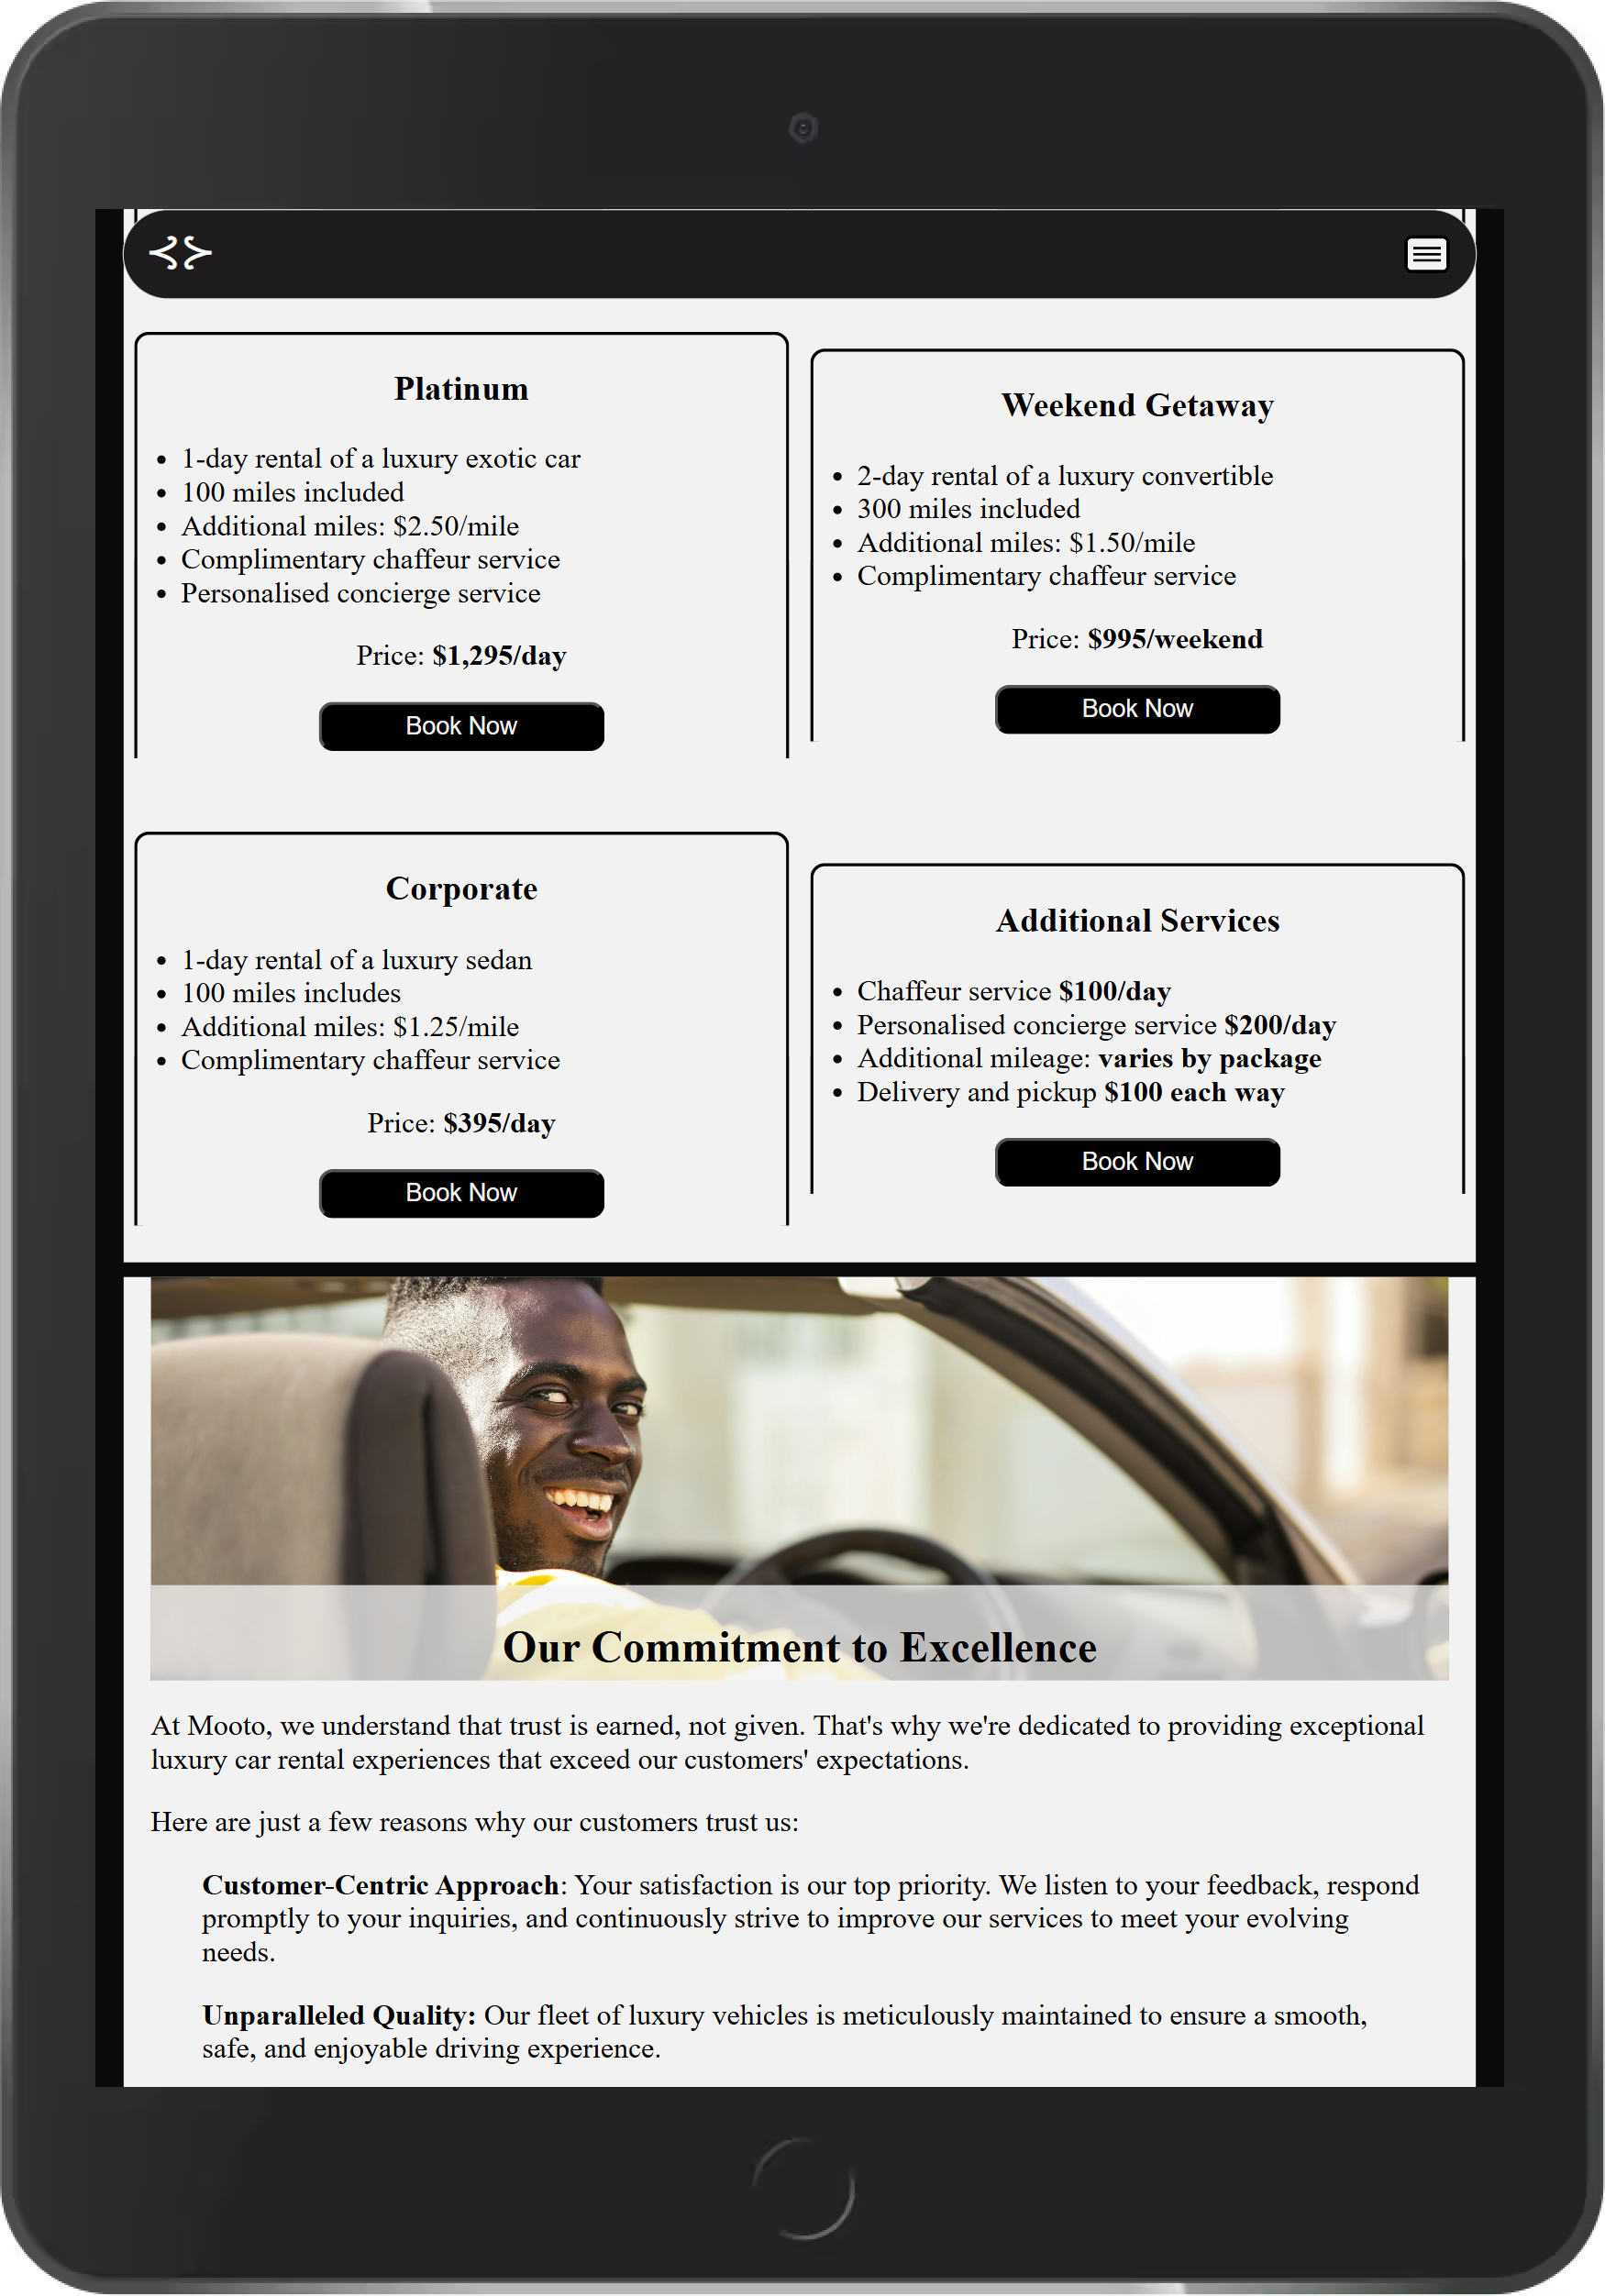 Platinum
• 1-day rental of a luxury exotic car
• 100 miles included
• Additional miles: $2.50/mile
• Complimentary chaffeur service
• Personalised concierge service
Price: $1,295/day
Book Now
Weekend Getaway
• 2-day rental of a luxury convertible
• 300 miles included
• Additional miles: $1.50/mile
• Complimentary chaffeur service
Price: $995/weekend
Book Now
Corporate
• 1-day rental of a luxury sedan
• 100 miles includes
• Additional miles: $1.25/mile
• Complimentary chaffeur service
Price: $395/day
Book Now
Additional Services
• Chaffeur service $100/day
• Personalised concierge service $200/day
• Additional mileage: varies by package
• Delivery and pickup $100 each way
Book Now
Our Commitment to Excellence
At Mooto, we understand that trust is earned, not given. That's why we're dedicated to providing exceptional
luxury car rental experiences that exceed our customers' expectations.
Here are just a few reasons why our customers trust us:
Customer-Centric Approach: Your satisfaction is our top priority. We listen to your feedback, respond
promptly to your inquiries, and continuously strive to improve our services to meet your evolving
needs.
Unparalleled Quality: Our fleet of luxury vehicles is meticulously maintained to ensure a smooth,
safe, and enjoyable driving experience.